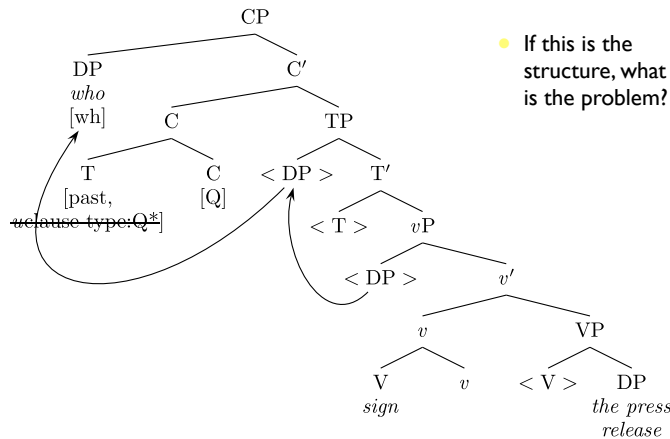 CP
If this is the
structure, what
is the problem?
DP
C′
who
[wh]
C
TP
T
C
< DP >
T′
[past,
[Q]
uclause type:Q*]
< T >
vP
< DP >
v′
v
VP
V
v
< V >
DP
sign
the press
release